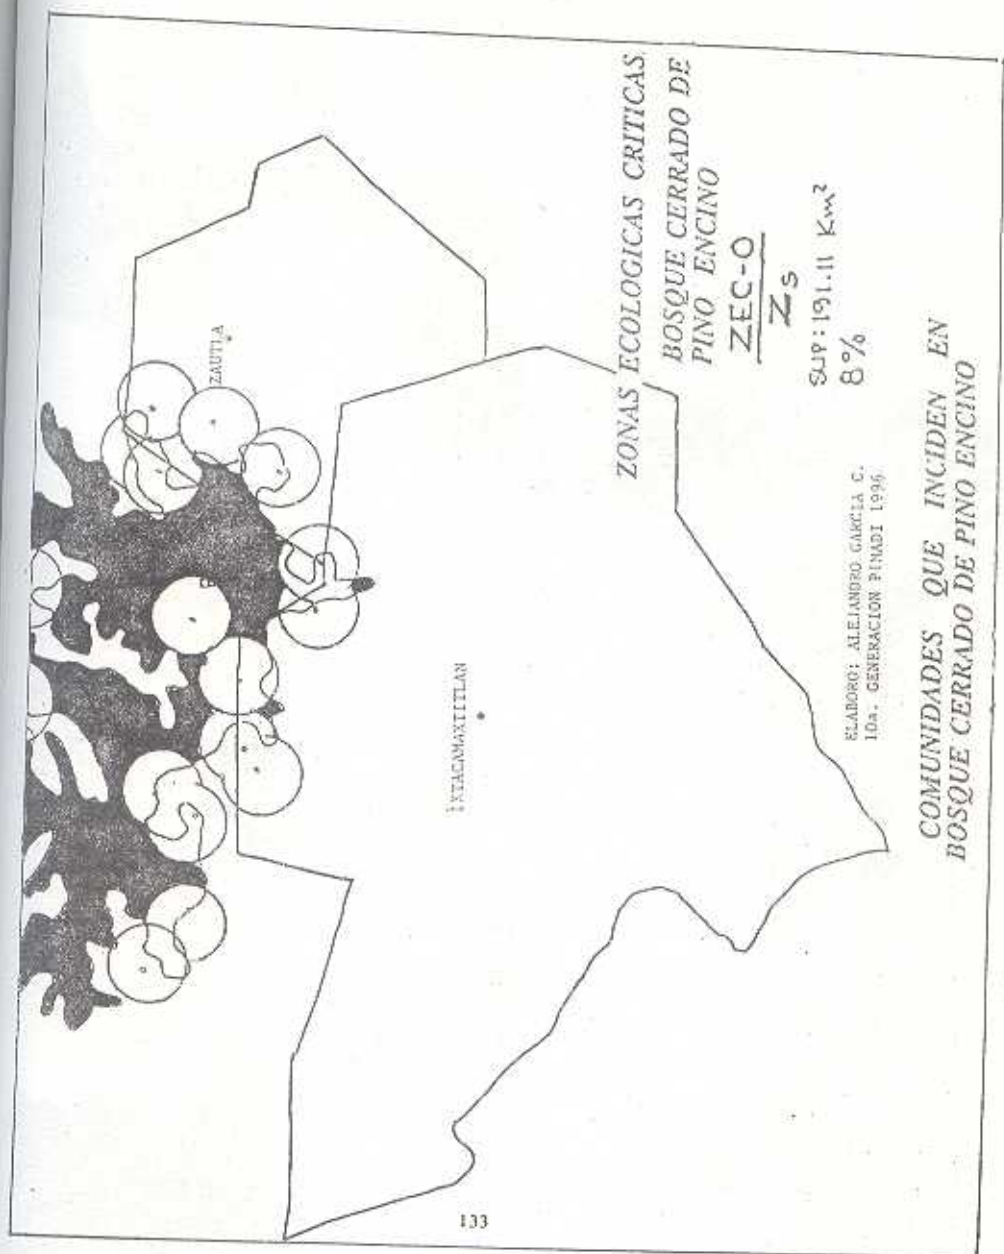 ZAUTLA
IXTACAMAXTITLAN
ZONAS ECOLOGICAS CRITICAS
BOSQUE CERRADO DE
PINO ENCINO
ZEC-O
Zs
SUP: 191.11 Km²
8%
ELABORO: ALEJANDRO GARCIA C.
10a. GENERACION PIMADI 1996
COMUNIDADES QUE INCIDEN EN
BOSQUE CERRADO DE PINO ENCINO
133